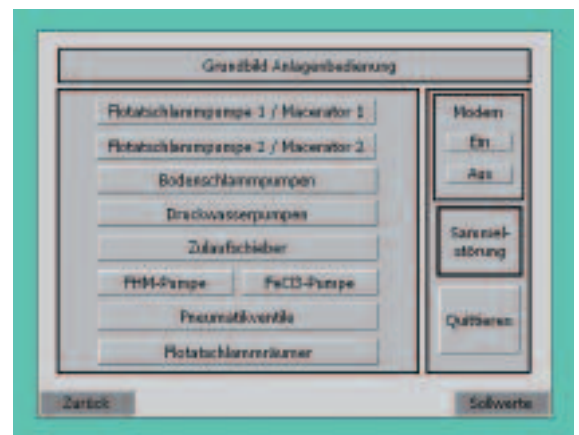 Grundbild Anlagenbedienung
Flotatschlammpumpe 1 / Macerator 1
Flotatschlammpumpe 2 / Macerator 2
Bodenschlammpumpen
Druckwasserpumpen
Zulaufschieber
FHM-Pumpe
FeCl3-Pumpe
Pneumatikventile
Flotatschlammräumer
Modem
Ein
Aus
Sammel-
störung
Quittieren
Zurück
Sollwerte